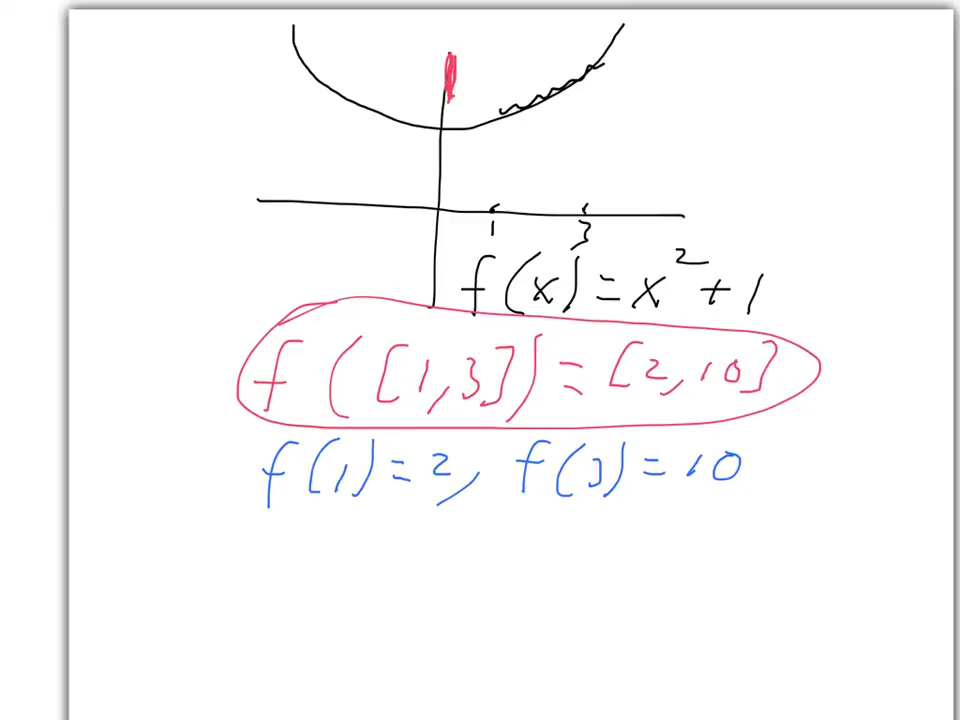 1 3
f(x) = x² + 1
f([1,3]) = [2,10]
f(1) = 2, f(3) = 10